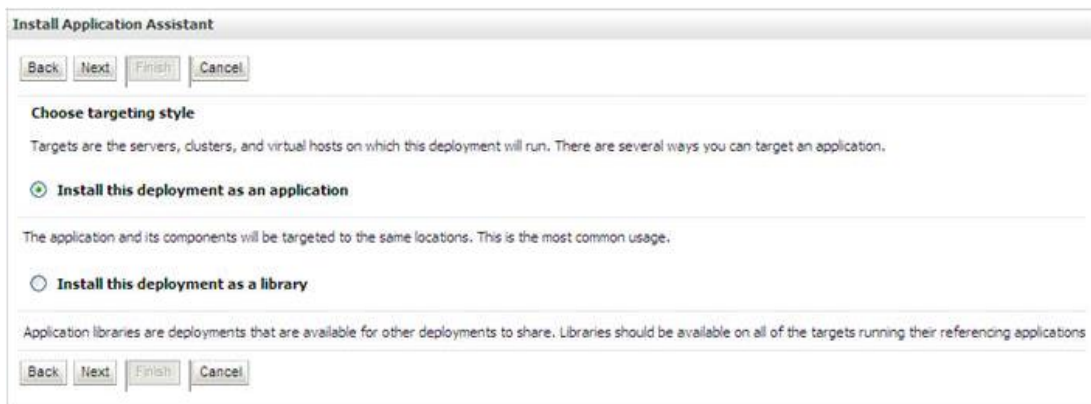 Install Application Assistant
Back Next Finish Cancel
Choose targeting style
Targets are the servers, clusters, and virtual hosts on which this deployment will run. There are several ways you can target an application.
Install this deployment as an application
The application and its components will be targeted to the same locations. This is the most common usage.
Install this deployment as a library
Application libraries are deployments that are available for other deployments to share. Libraries should be available on all of the targets running their referencing applications
Back Next Finish Cancel